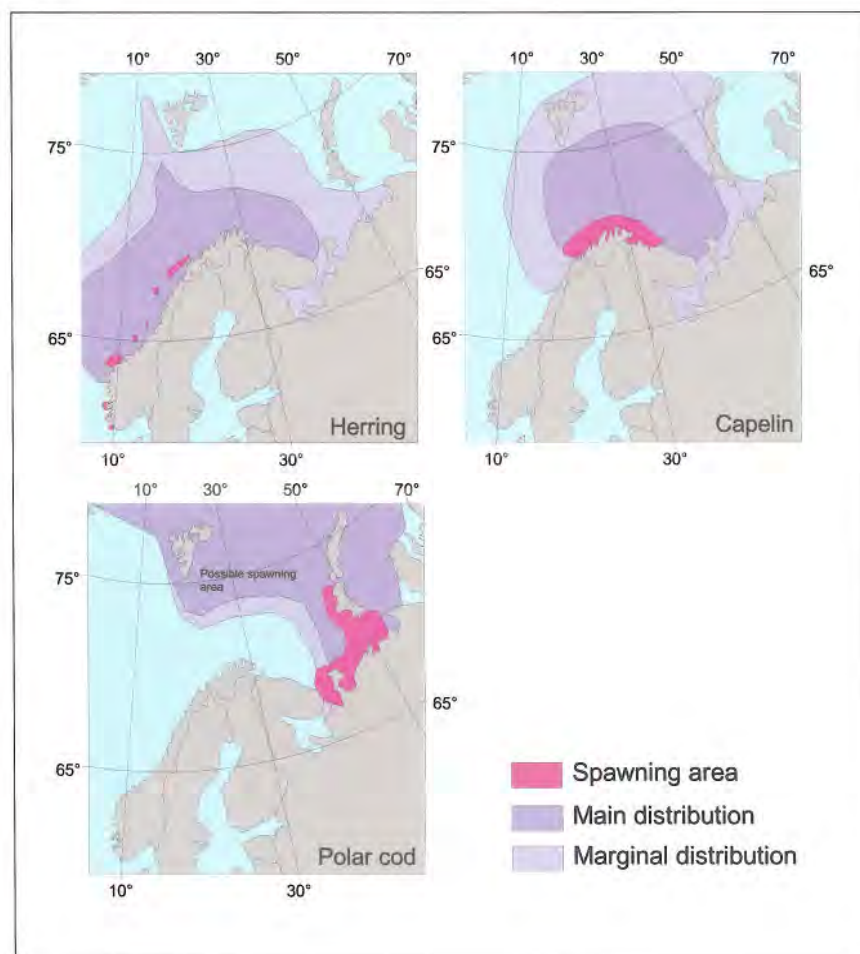 10° 30° 50° 70°
75°
65°
65°
Herring
10° 30°
10° 30° 50° 70°
75°
65°
65°
Capelin
10° 30°
10° 30° 50° 70°
75°
Possible spawning
area
65°
65°
Polar cod
10° 30°
Spawning area
Main distribution
Marginal distribution